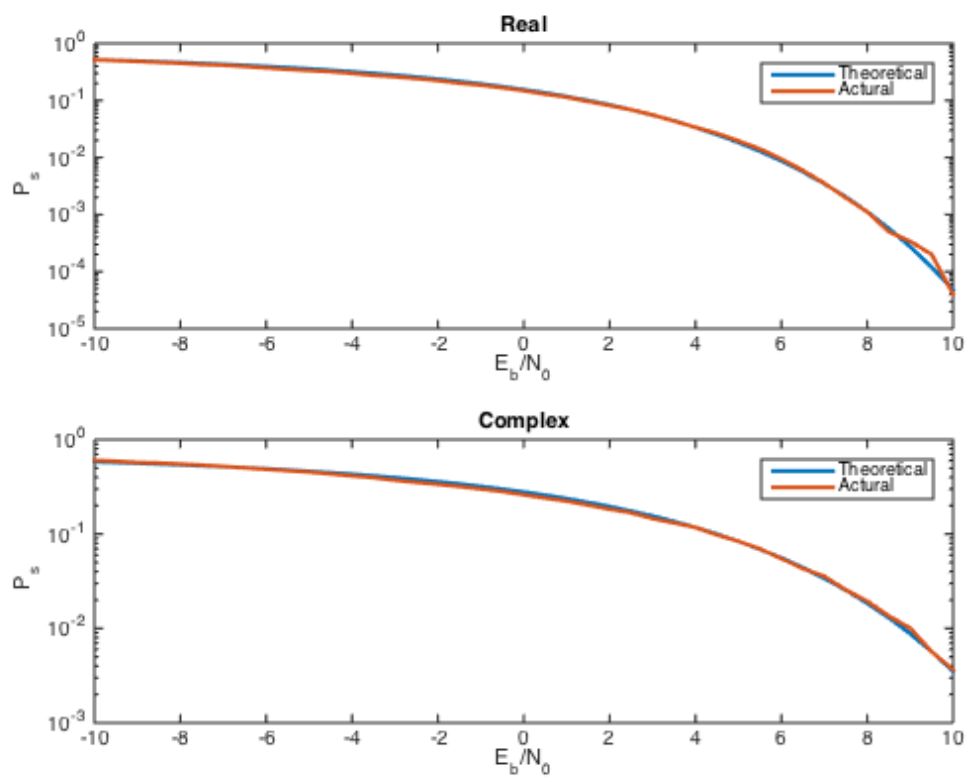 Real
10^0
10^-1
10^-2
10^-3
10^-4
10^-5
P_s
Theoretical
Actural
-10 -8 -6 -4 -2 0 2 4 6 8 10
E_b/N_0
Complex
10^0
10^-1
10^-2
10^-3
P_s
Theoretical
Actural
-10 -8 -6 -4 -2 0 2 4 6 8 10
E_b/N_0